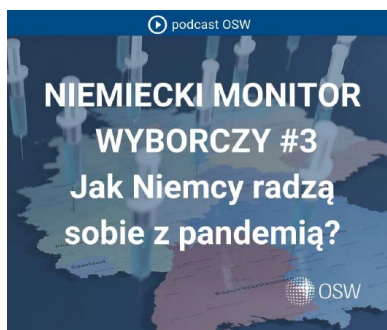 podcast OSW
NIEMIECKI MONITOR
WYBORCZY #3
Jak Niemcy radzą
sobie z pandemią?
OSW